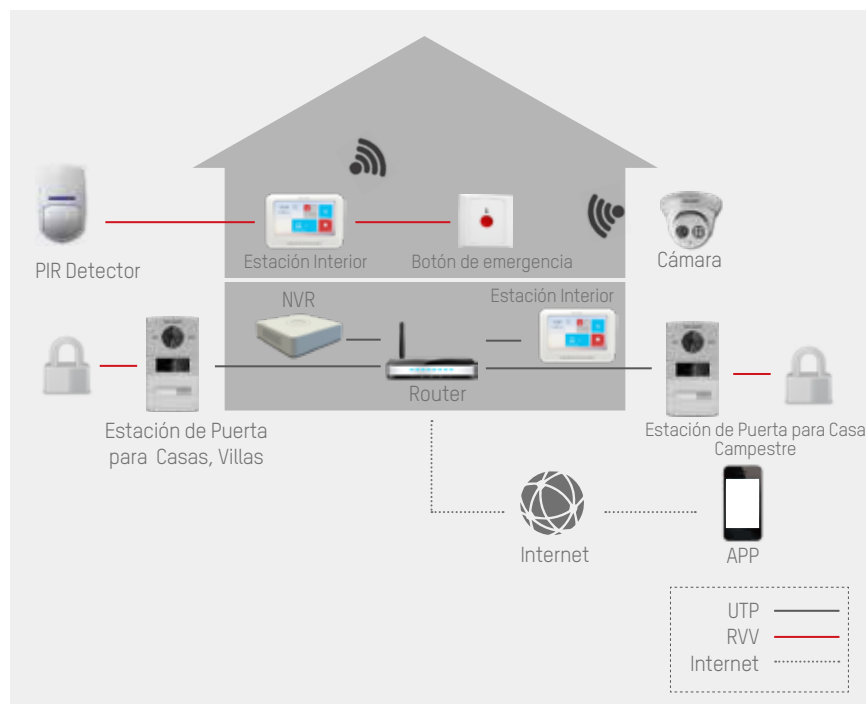 PIR Detector
Estación Interior
Botón de emergencia
Cámara
NVR
Estación Interior
Router
Estación de Puerta
para Casas, Villas
Estación de Puerta para Casa
Campestre
Internet
APP
UTP
RVV
Internet